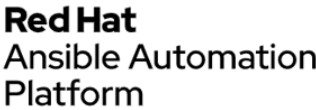 Red Hat
Ansible Automation
Platform